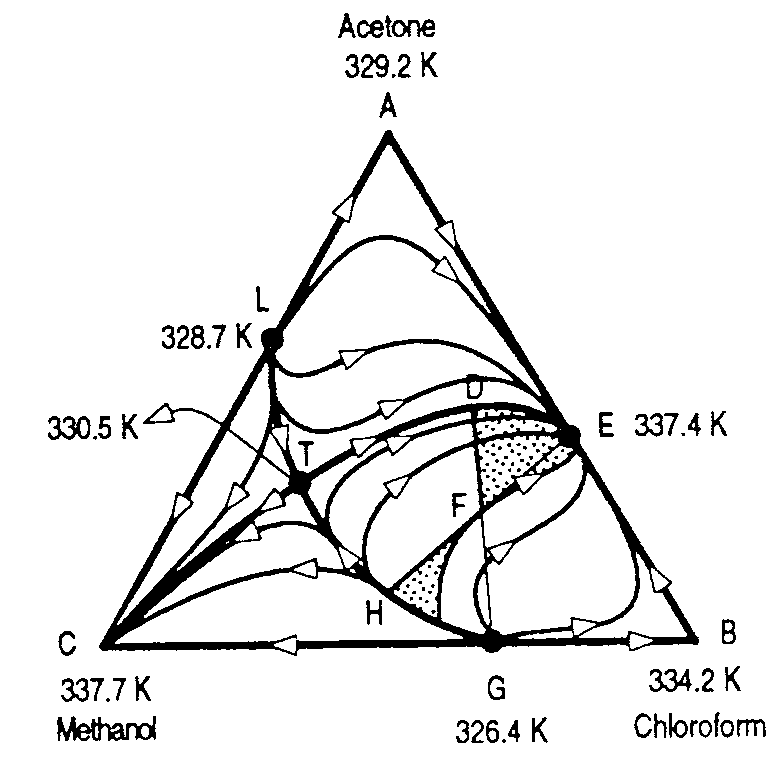 Acetone
329.2 K
A
L
328.7 K
D
330.5 K
T
E 337.4 K
F
H
C
B
337.7 K
G
334.2 K
Methanol
326.4 K
Chloroform